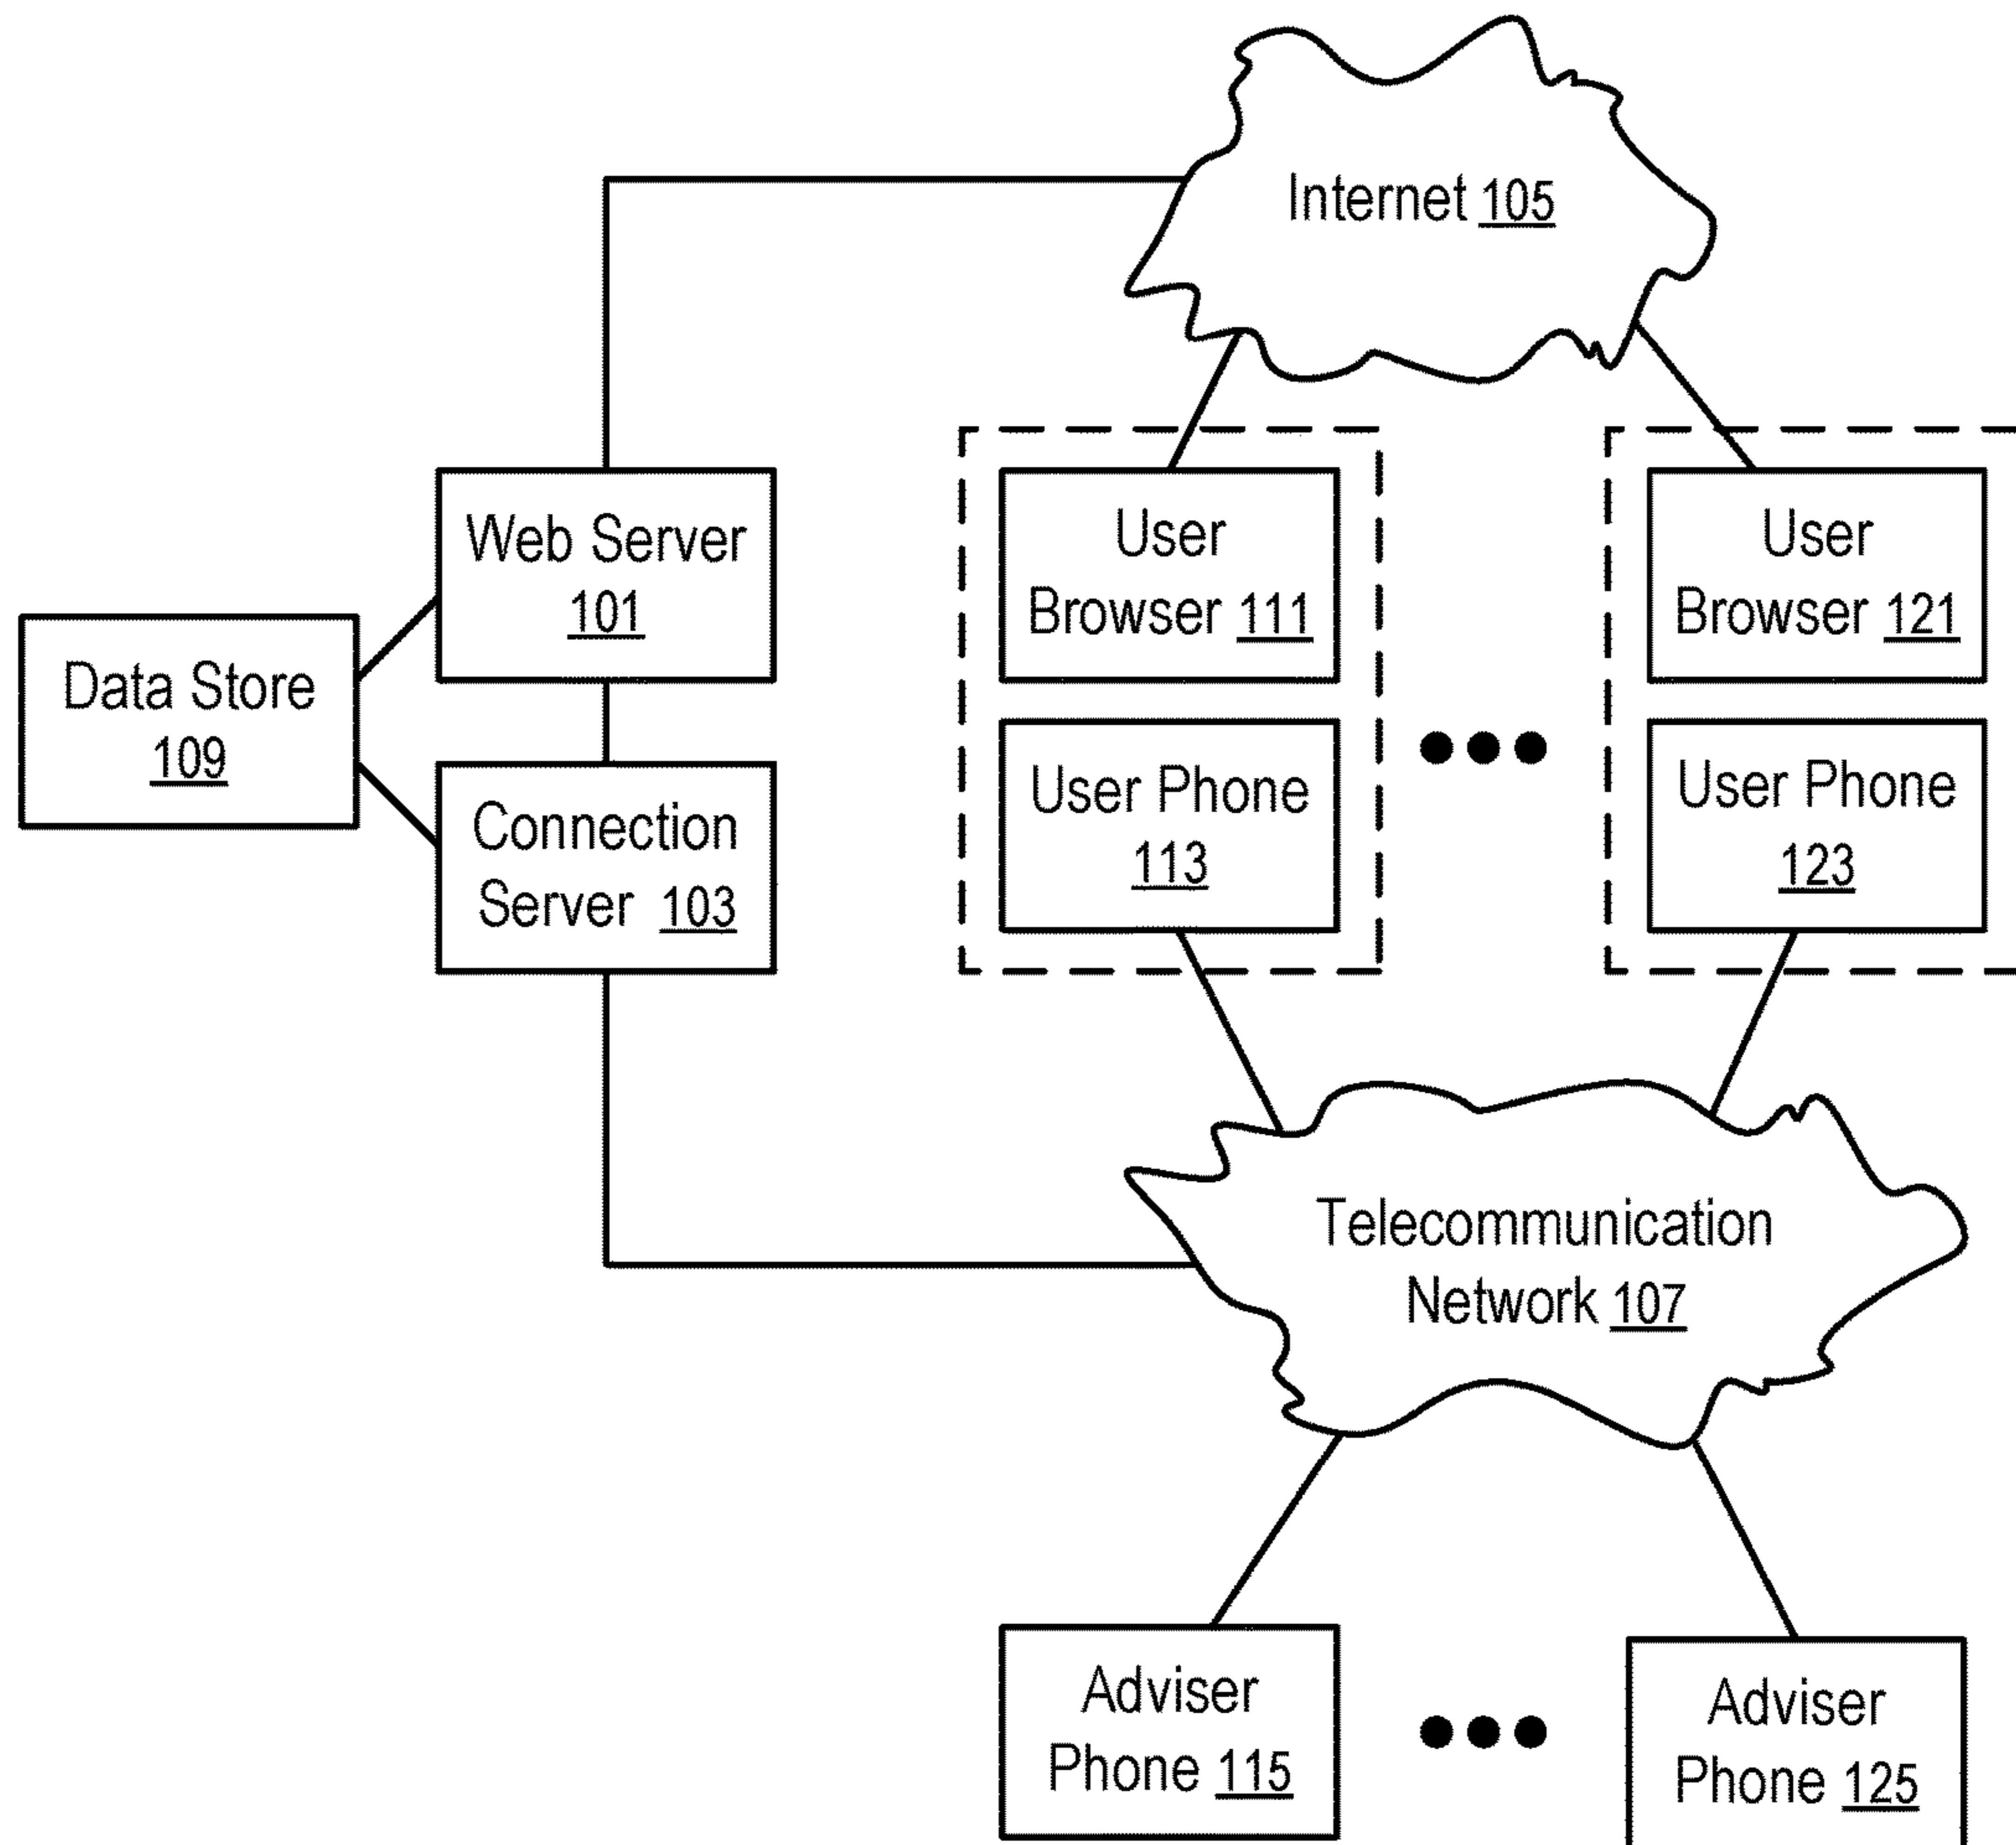 Internet 105
Web Server
101
Data Store
109
Connection
Server 103
User
Browser 111
User Phone
113
User
Browser 121
User Phone
123
Telecommunication
Network 107
Adviser
Phone 115
Adviser
Phone 125